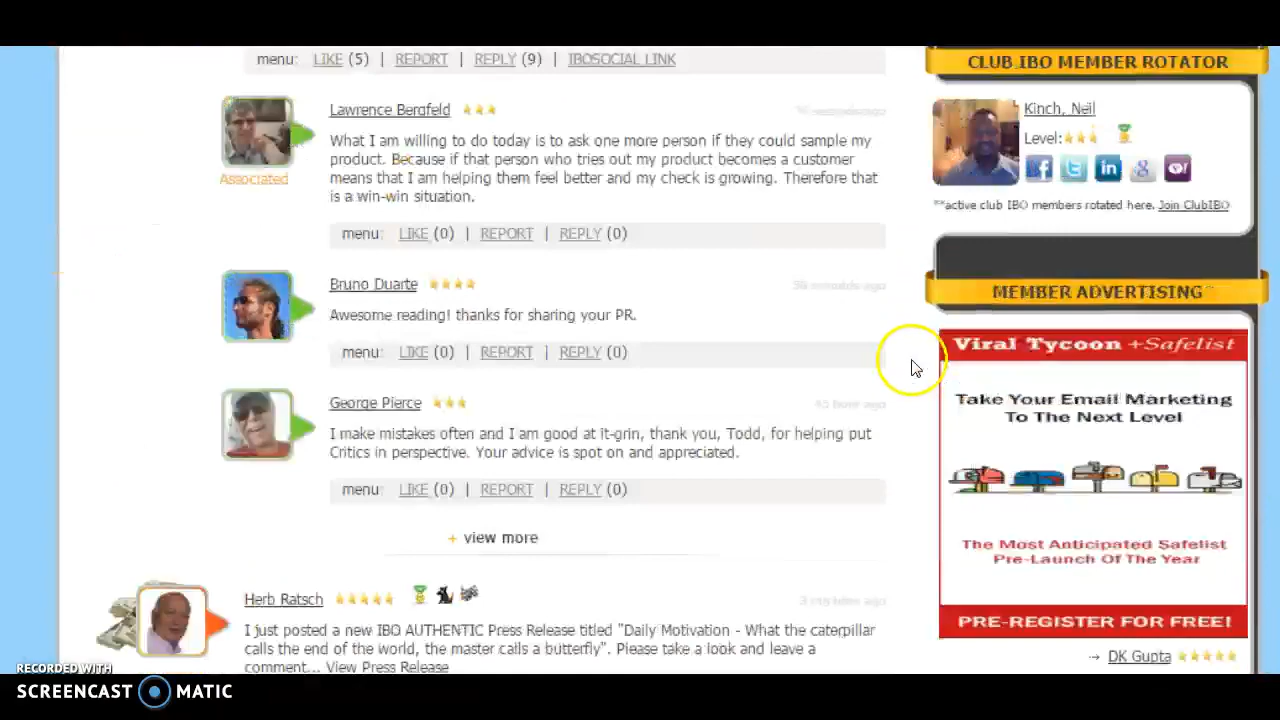 menu: LIKE (5) | REPORT | REPLY (9) | IBOSOCIAL LINK
Lawrence Bergfeld
What I am willing to do today is to ask one more person if they could sample my
product. Because if that person who tries out my product becomes a customer
means that I am helping them feel better and my check is growing. Therefore that
is a win-win situation.
Associated
menu: LIKE (0) | REPORT | REPLY (0)
Bruno Duarte
Awesome reading! thanks for sharing your PR.
menu: LIKE (0) | REPORT | REPLY (0)
George Pierce
I make mistakes often and I am good at it-grin, thank you, Todd, for helping put
Critics in perspective. Your advice is spot on and appreciated.
menu: LIKE (0) | REPORT | REPLY (0)
+ view more
Herb Ratsch
I just posted a new IBO AUTHENTIC Press Release titled "Daily Motivation - What the caterpillar
calls the end of the world, the master calls a butterfly". Please take a look and leave a
comment... View Press Release
CLUB IBO MEMBER ROTATOR
Kinch, Neil
Level:
**active club IBO members rotated here. Join ClubIBO
MEMBER ADVERTISING
Viral Tycoon +Safelist
Take Your Email Marketing
To The Next Level
The Most Anticipated Safelist
Pre-Launch Of The Year
PRE-REGISTER FOR FREE!
→ DK Gupta
RECORDED WITH
SCREENCAST MATIC